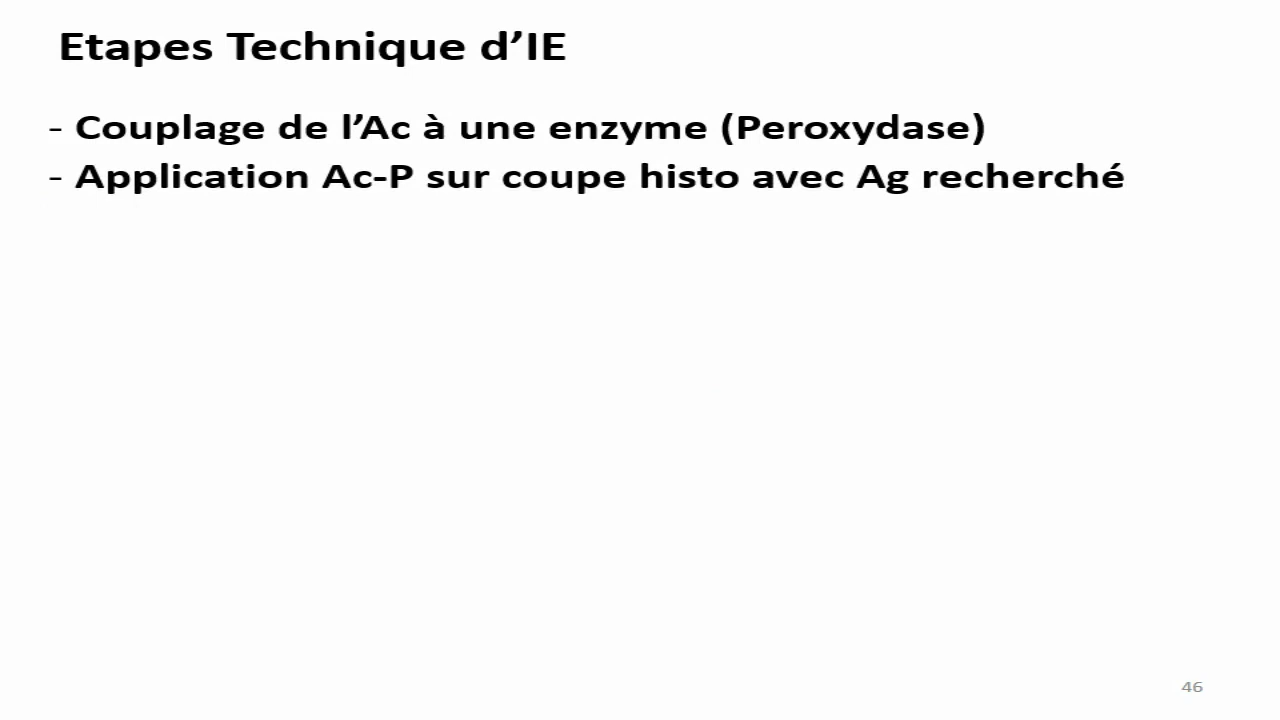 Etapes Technique d’IE
- Couplage de l’Ac à une enzyme (Peroxydase)
- Application Ac-P sur coupe histo avec Ag recherché
46